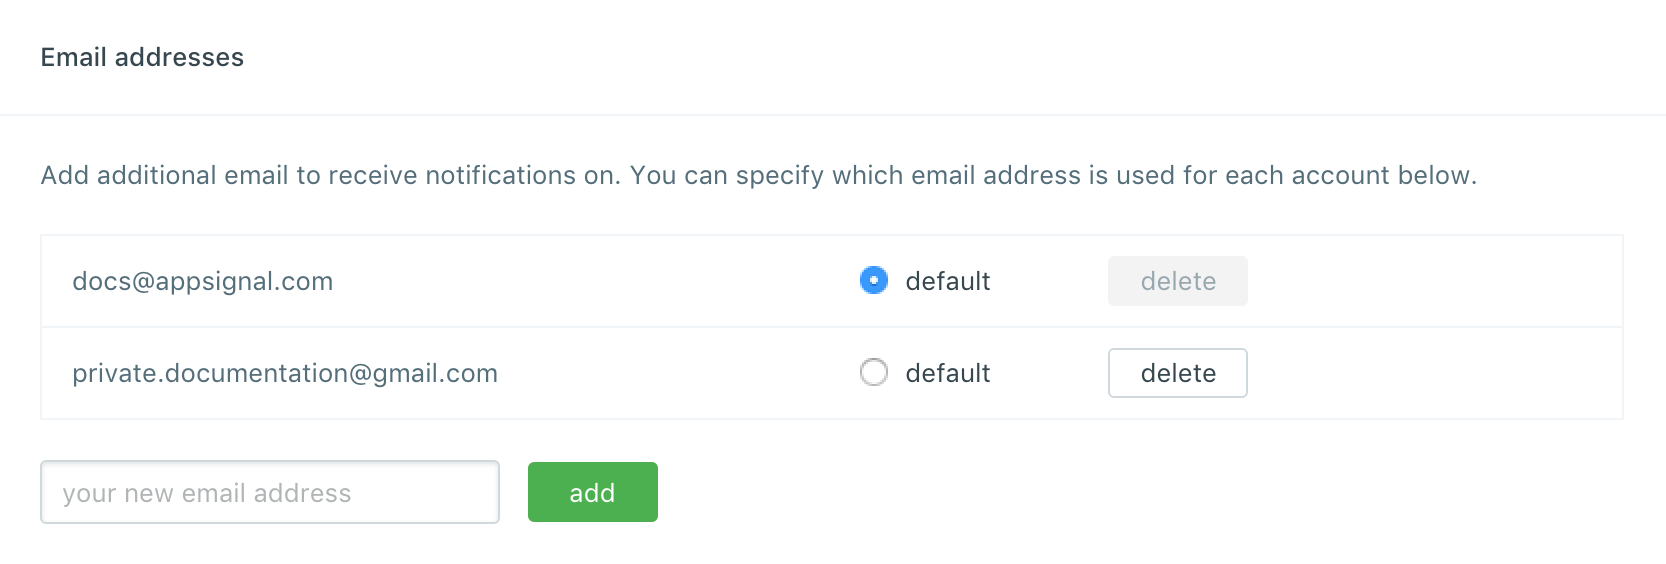 Email addresses
Add additional email to receive notifications on. You can specify which email address is used for each account below.
docs@appsignal.com default delete
private.documentation@gmail.com default delete
your new email address add